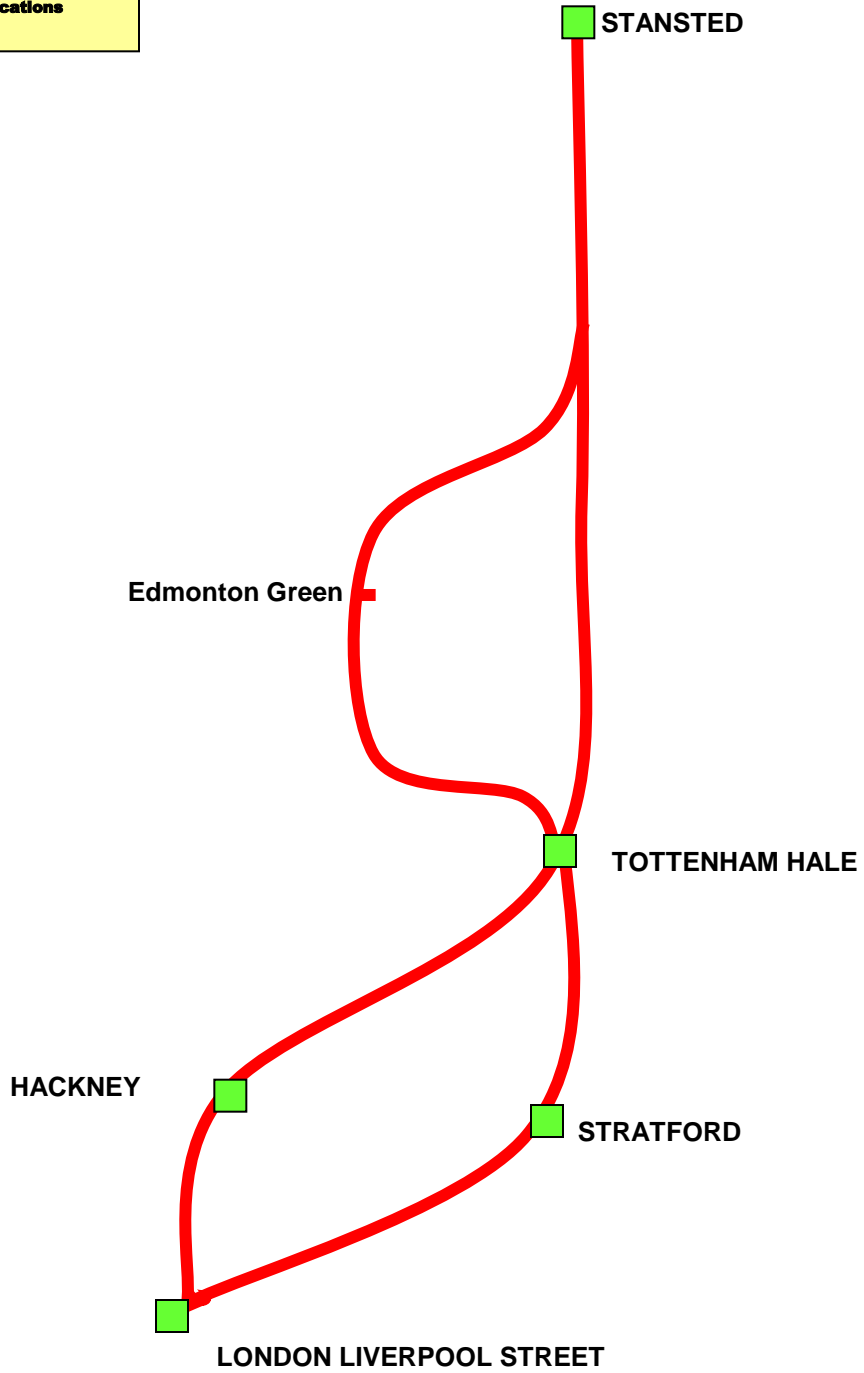 cations
STANSTED
Edmonton Green
TOTTENHAM HALE
HACKNEY
STRATFORD
LONDON LIVERPOOL STREET